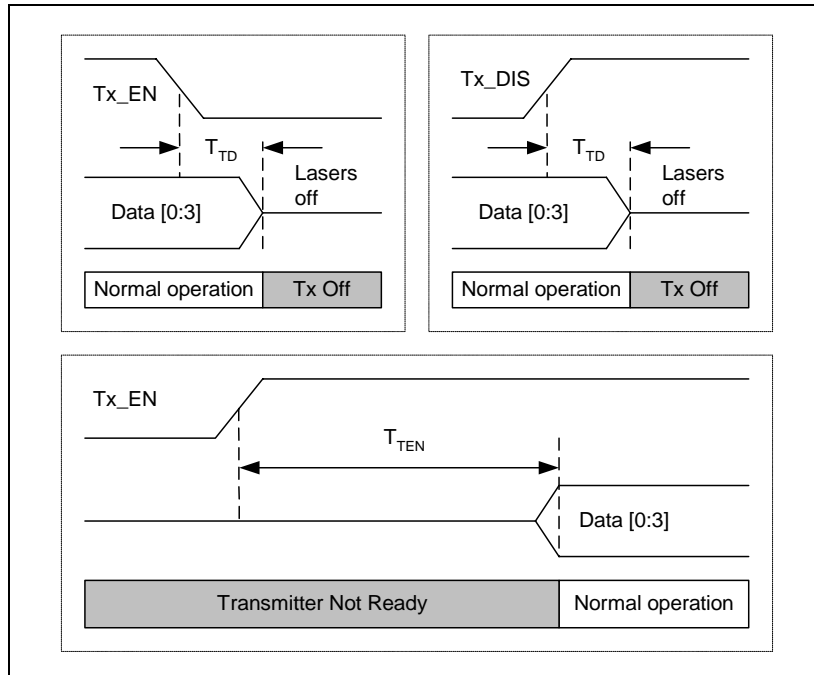 Tx_EN
T_TD
Lasers
off
Data [0:3]
Normal operation
Tx Off
Tx_DIS
T_TD
Lasers
off
Data [0:3]
Normal operation
Tx Off
Tx_EN
T_TEN
Data [0:3]
Transmitter Not Ready
Normal operation